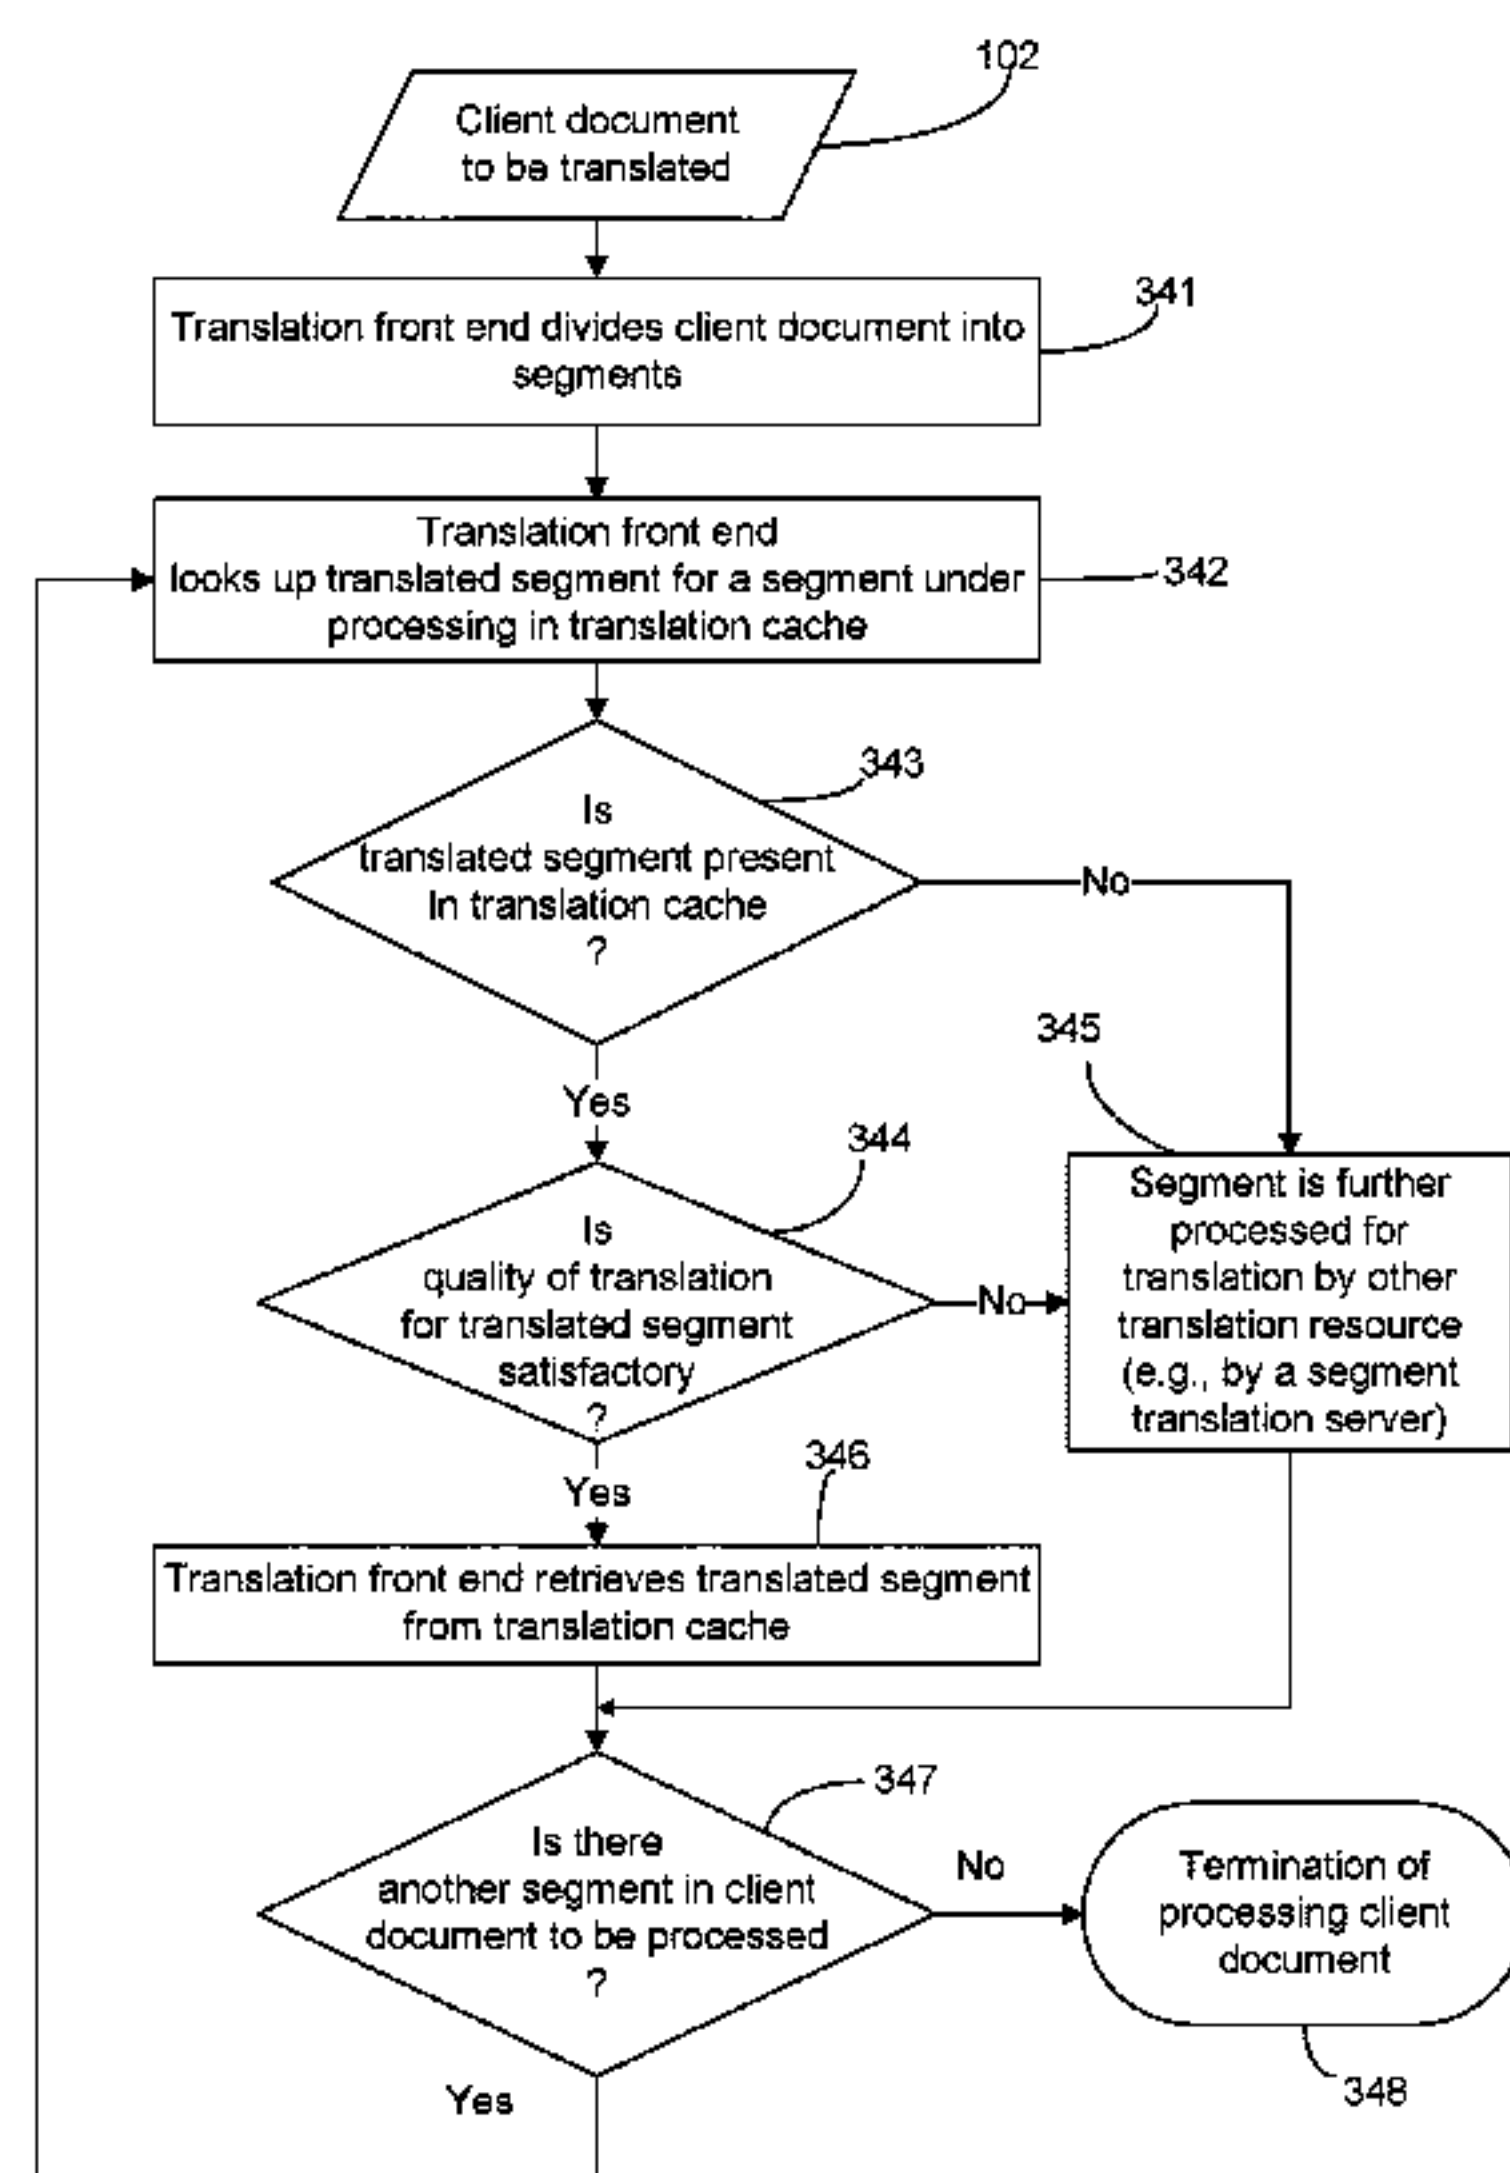 102
Client document
to be translated
341
Translation front end divides client document into
segments
Translation front end
looks up translated segment for a segment under
processing in translation cache
342
343
Is
translated segment present
In translation cache
?
No
345
Yes
344
Is
quality of translation
for translated segment
satisfactory
?
No
Segment is further
processed for
translation by other
translation resource
(e.g., by a segment
translation server)
Yes
346
Translation front end retrieves translated segment
from translation cache
347
Is there
another segment in client
document to be processed
?
No
Termination of
processing client
document
348
Yes